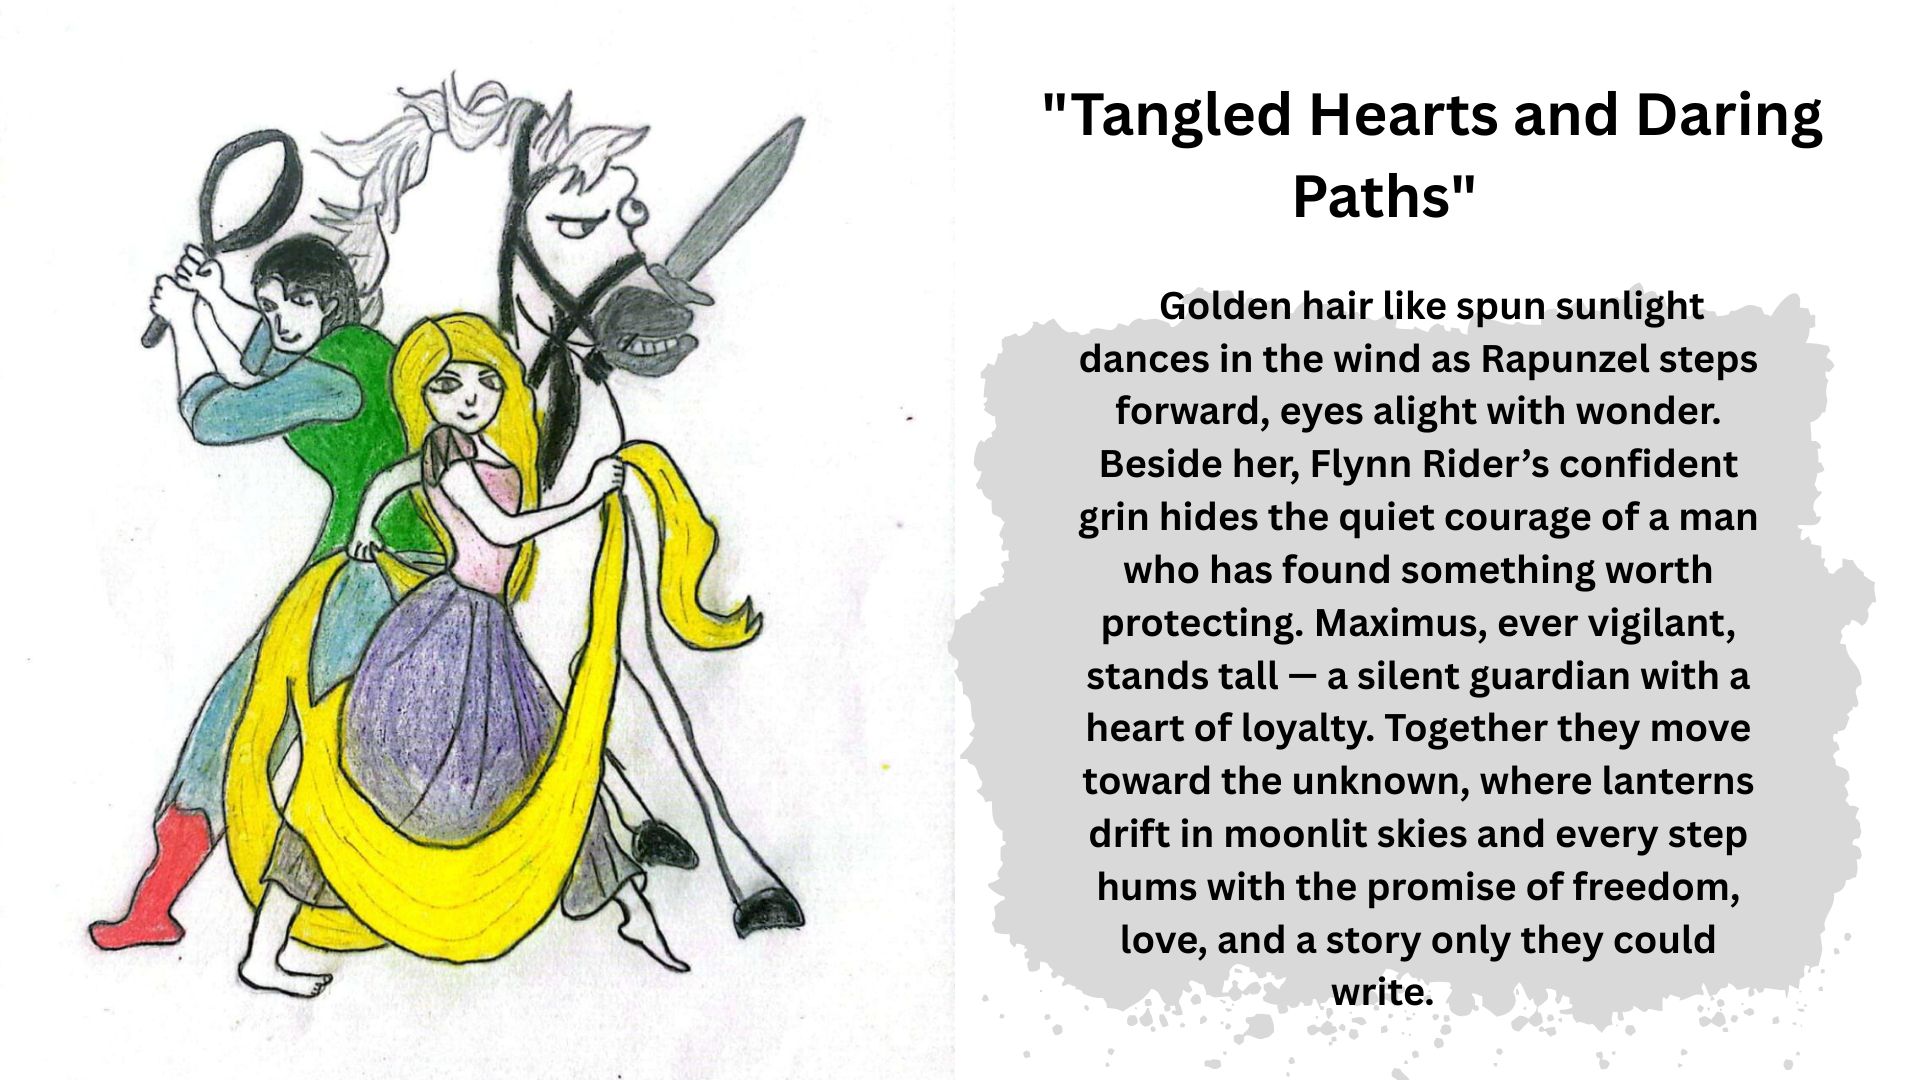 "Tangled Hearts and Daring
Paths"
Golden hair like spun sunlight
dances in the wind as Rapunzel steps
forward, eyes alight with wonder.
Beside her, Flynn Rider’s confident
grin hides the quiet courage of a man
who has found something worth
protecting. Maximus, ever vigilant,
stands tall — a silent guardian with a
heart of loyalty. Together they move
toward the unknown, where lanterns
drift in moonlit skies and every step
hums with the promise of freedom,
love, and a story only they could
write.